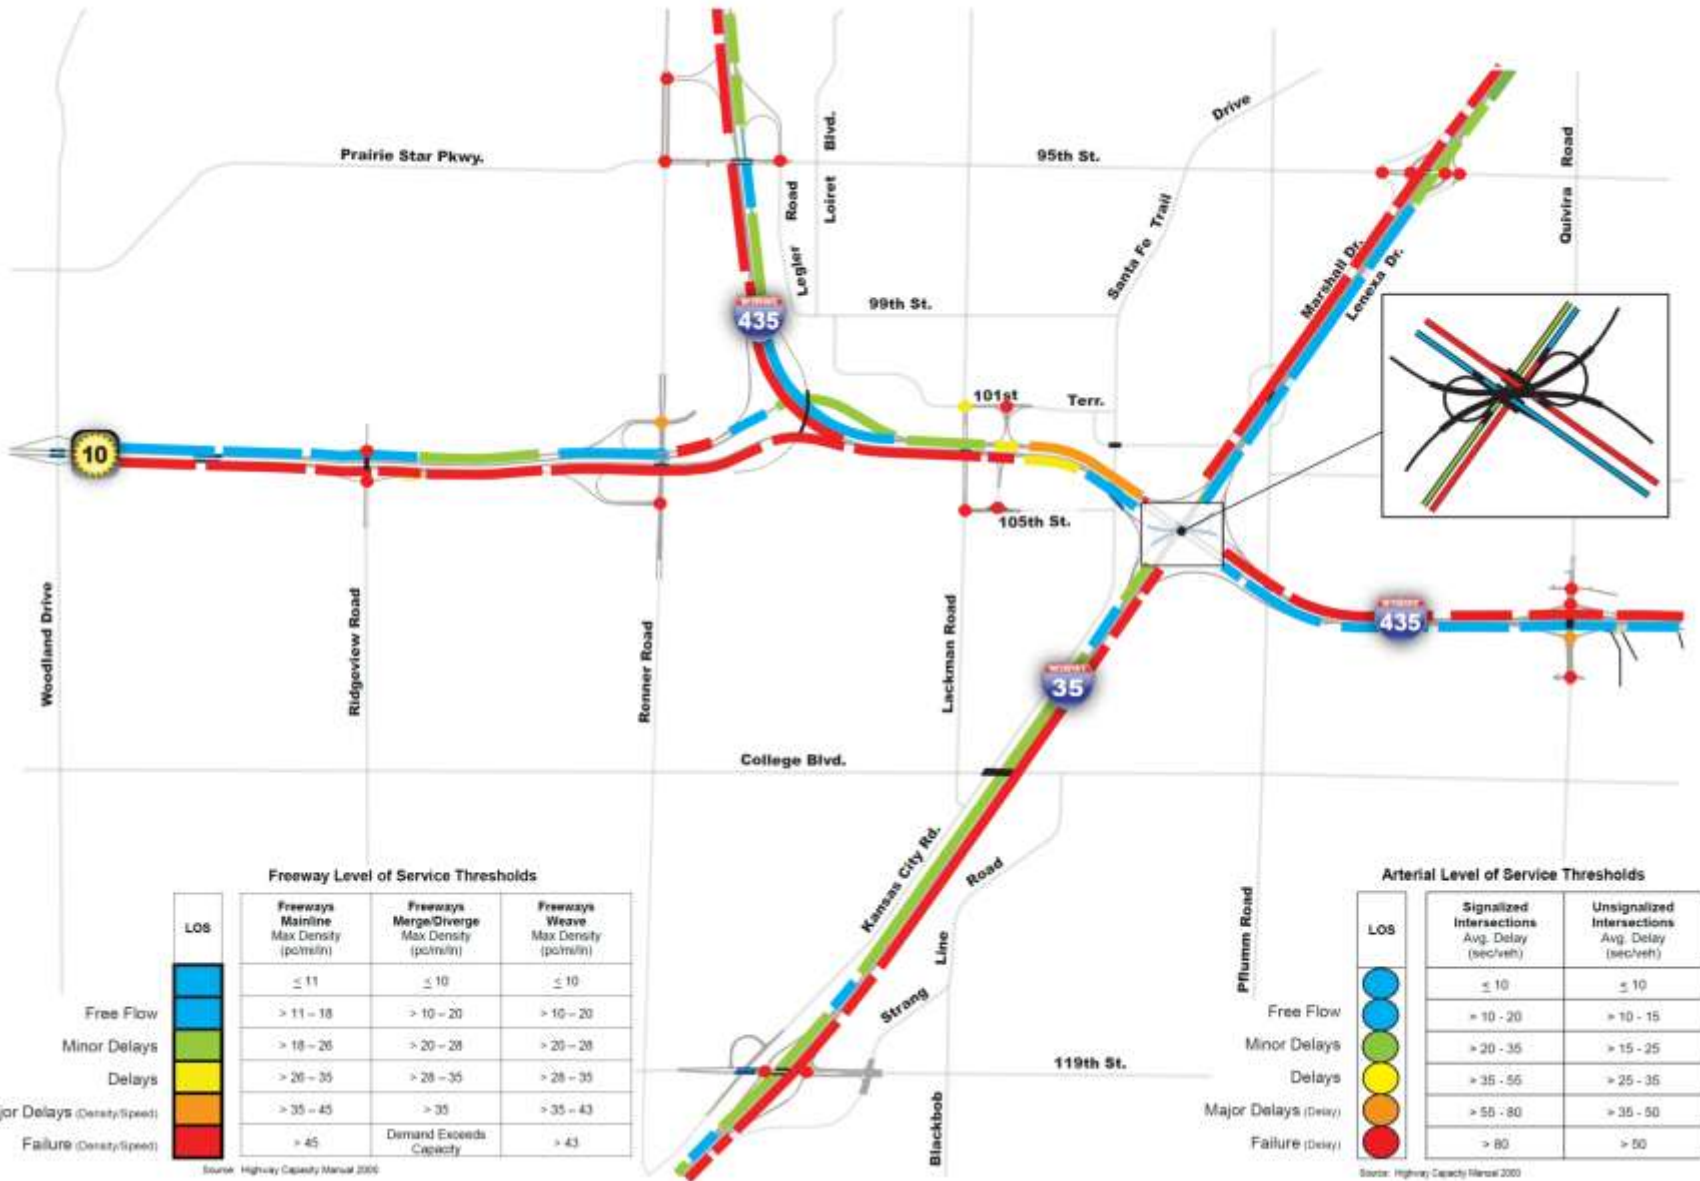 Drive
Prairie Star Pkwy.
95th St.
Loiret Blvd.
Legler Road
Santa Fe Trail
Quivira Road
Marshall Dr.
Lenexa Dr.
99th St.
INTERSTATE
435
101st Terr.
10
105th St.
Woodland Drive
Ridgeview Road
Renner Road
Lackman Road
INTERSTATE
435
INTERSTATE
35
College Blvd.
Kansas City Rd.
Strang Line Road
Pflumm Road
119th St.
Blackbob
Freeway Level of Service Thresholds
LOS
Freeways Mainline Max Density (pc/mi/ln)
Freeways Merge/Diverge Max Density (pc/mi/ln)
Freeways Weave Max Density (pc/mi/ln)
≤ 11 ≤ 10 ≤ 10
Free Flow > 11 – 18 > 10 – 20 > 10 – 20
Minor Delays > 18 – 26 > 20 – 28 > 20 – 28
Delays > 26 – 35 > 28 – 35 > 28 – 35
jor Delays (Density/Speed) > 35 – 45 > 35 > 35 – 43
Failure (Density/Speed) > 45 Demand Exceeds Capacity > 43
Source: Highway Capacity Manual 2000
Arterial Level of Service Thresholds
LOS
Signalized Intersections Avg. Delay (sec/veh)
Unsignalized Intersections Avg. Delay (sec/veh)
≤ 10 ≤ 10
Free Flow > 10 - 20 > 10 - 15
Minor Delays > 20 - 35 > 15 - 25
Delays > 35 - 55 > 25 - 35
Major Delays (Delay) > 55 - 80 > 35 - 50
Failure (Delay) > 80 > 50
Source: Highway Capacity Manual 2000